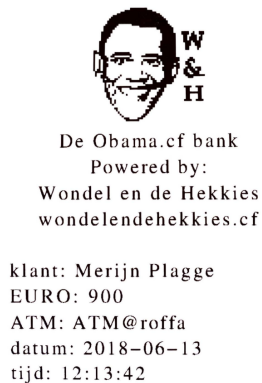 W
&
H
De Obama.cf bank
Powered by:
Wondel en de Hekkies
wondelendehekkies.cf
klant: Merijn Plagge
EURO: 900
ATM: ATM@roffa
datum: 2018-06-13
tijd: 12:13:42